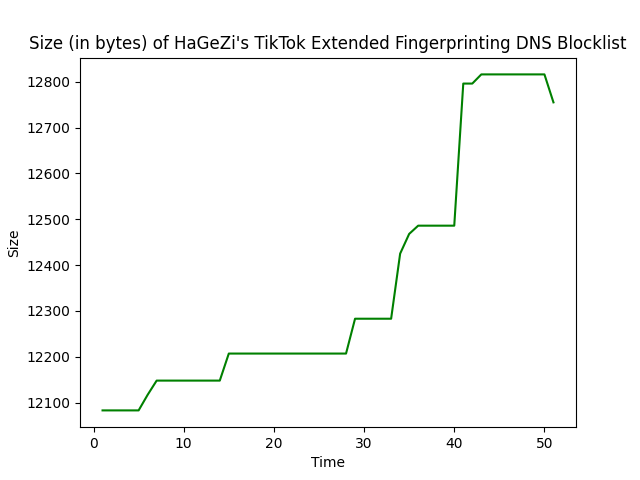 Size (in bytes) of HaGeZi's TikTok Extended Fingerprinting DNS Blocklist
12800
12700
12600
12500
12400
12300
12200
12100
Size
0 10 20 30 40 50
Time